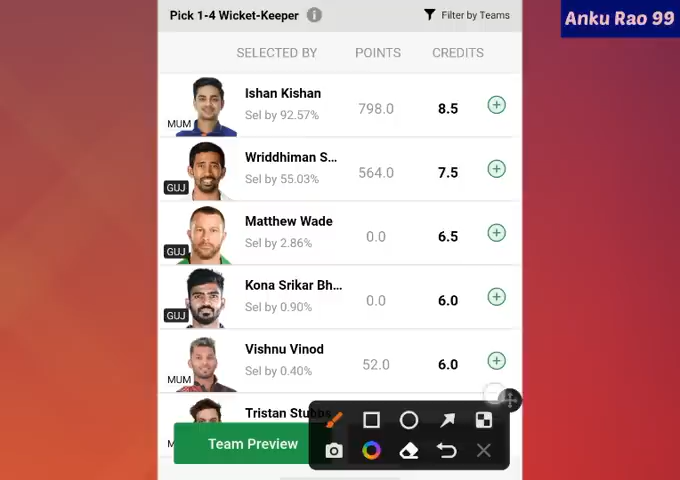 Pick 1-4 Wicket-Keeper i Filter by Teams
Anku Rao 99
SELECTED BY POINTS CREDITS
Ishan Kishan
Sel by 92.57% 798.0 8.5
MUM
Wriddhiman S...
Sel by 55.03% 564.0 7.5
GUJ
Matthew Wade
Sel by 2.86% 0.0 6.5
GUJ
Kona Srikar Bh...
Sel by 0.90% 0.0 6.0
GUJ
Vishnu Vinod
Sel by 0.40% 52.0 6.0
MUM
Tristan Stubbs
Team Preview